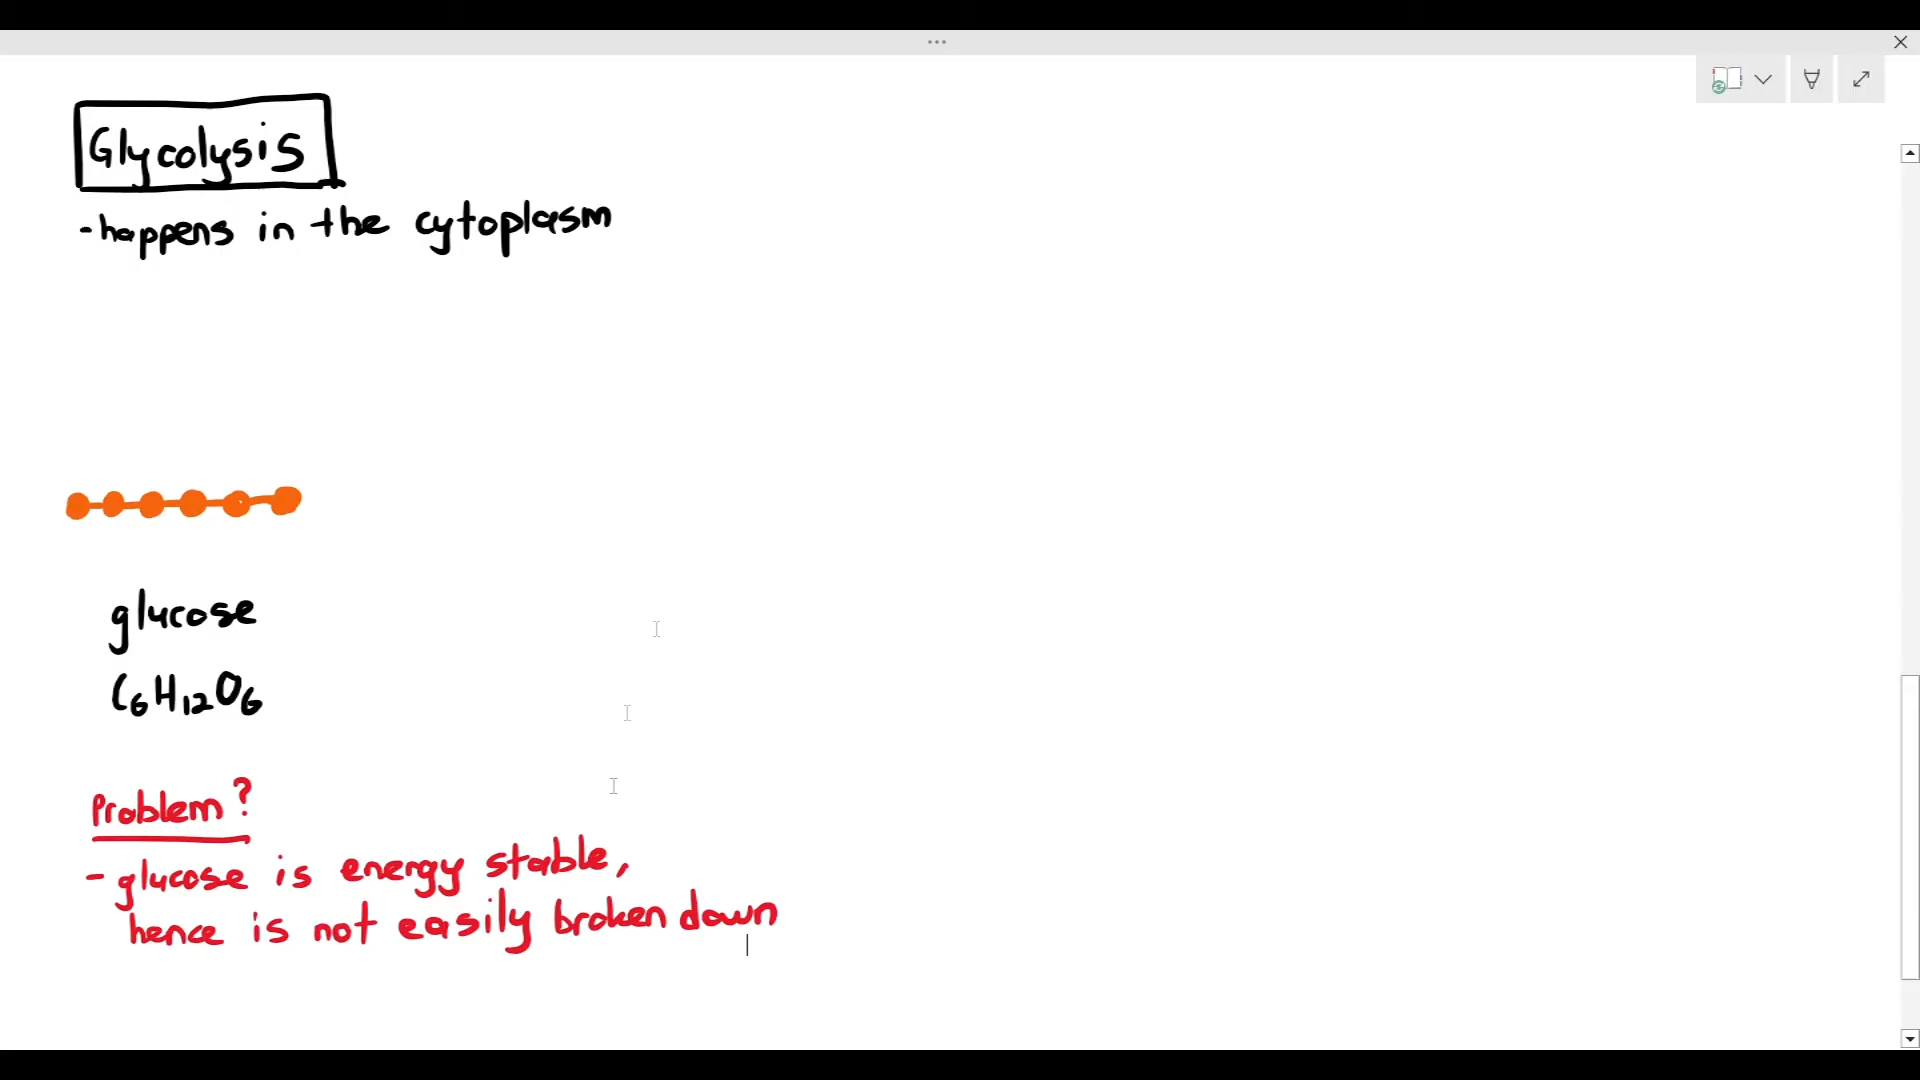 Glycolysis
-happens in the cytoplasm
glucose
C₆H₁₂O₆
Problem?
- glucose is energy stable,
hence is not easily broken down